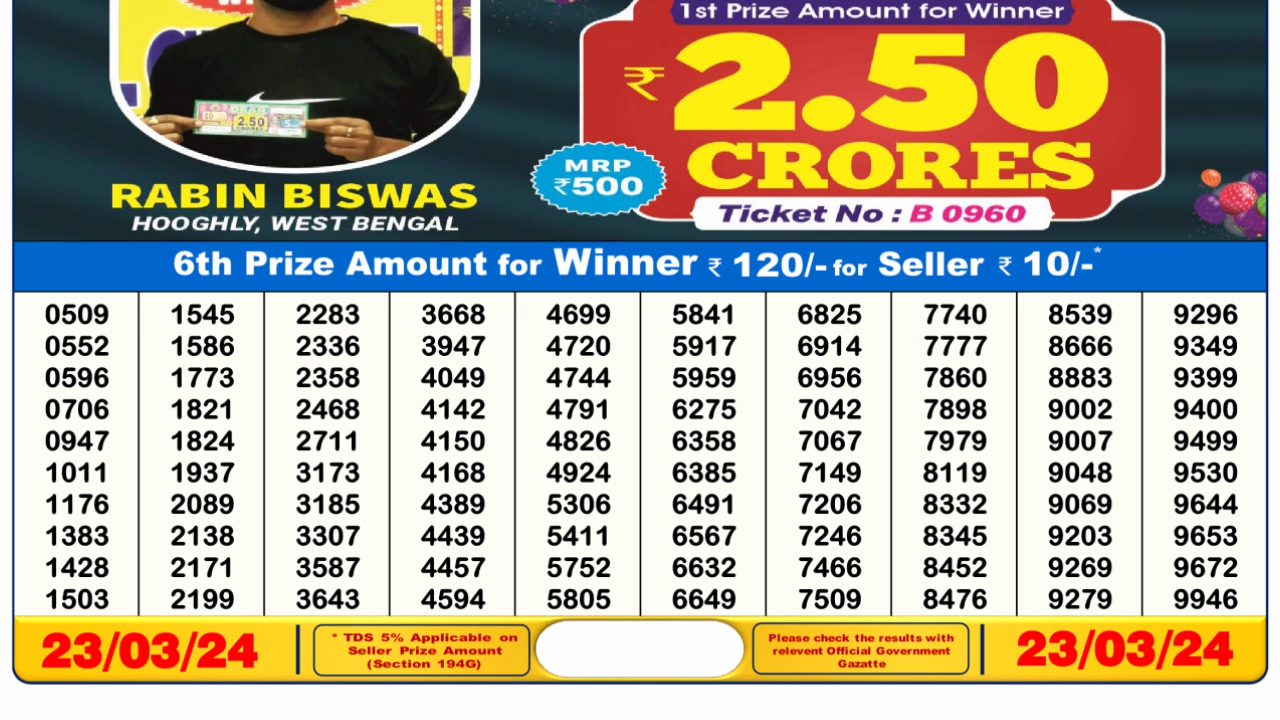 1st Prize Amount for Winner
₹2.50
CRORES
MRP
₹500
Ticket No : B 0960
2.50
CRORES
RABIN BISWAS
HOOGHLY, WEST BENGAL
6th Prize Amount for Winner ₹ 120/- for Seller ₹ 10/-*
0509 1545 2283 3668 4699 5841 6825 7740 8539 9296
0552 1586 2336 3947 4720 5917 6914 7777 8666 9349
0596 1773 2358 4049 4744 5959 6956 7860 8883 9399
0706 1821 2468 4142 4791 6275 7042 7898 9002 9400
0947 1824 2711 4150 4826 6358 7067 7979 9007 9499
1011 1937 3173 4168 4924 6385 7149 8119 9048 9530
1176 2089 3185 4389 5306 6491 7206 8332 9069 9644
1383 2138 3307 4439 5411 6567 7246 8345 9203 9653
1428 2171 3587 4457 5752 6632 7466 8452 9269 9672
1503 2199 3643 4594 5805 6649 7509 8476 9279 9946
23/03/24
* TDS 5% Applicable on
Seller Prize Amount
(Section 194G)
Please check the results with
relevent Official Government
Gazatte
23/03/24